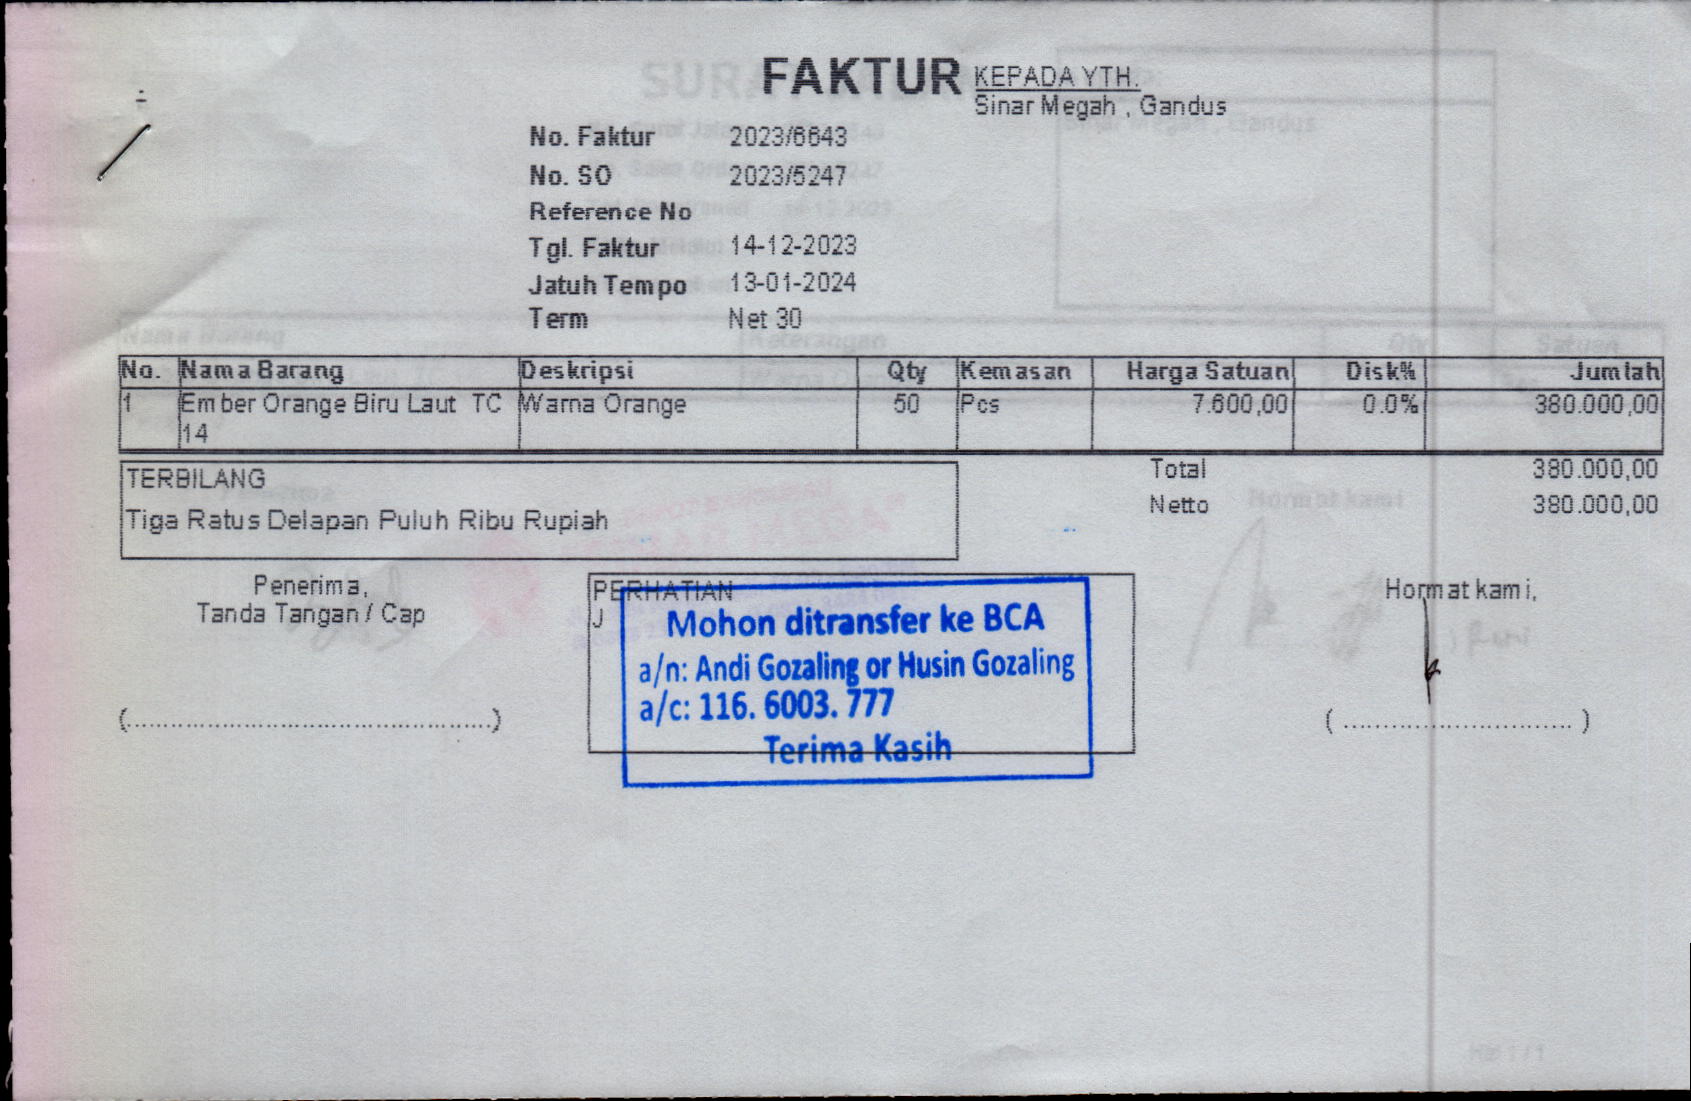 FAKTUR
KEPADA YTH.
Sinar Megah , Gandus
No. Faktur 2023/6643
No. SO 2023/5247
Reference No
Tgl. Faktur 14-12-2023
Jatuh Tempo 13-01-2024
Term Net 30
No. Nama Barang Deskripsi Qty Kemasan Harga Satuan Disk% Jumlah
1 Ember Orange Biru Laut TC Warna Orange 50 Pcs 7.600,00 0.0% 380.000,00
14
TERBILANG
Tiga Ratus Delapan Puluh Ribu Rupiah
Total 380.000,00
Netto 380.000,00
Penerima,
Tanda Tangan / Cap
(..........................................)
PERHATIAN
J
Mohon ditransfer ke BCA
a/n: Andi Gozaling or Husin Gozaling
a/c: 116. 6003. 777
Terima Kasih
Hormat kami,
( ............................ )